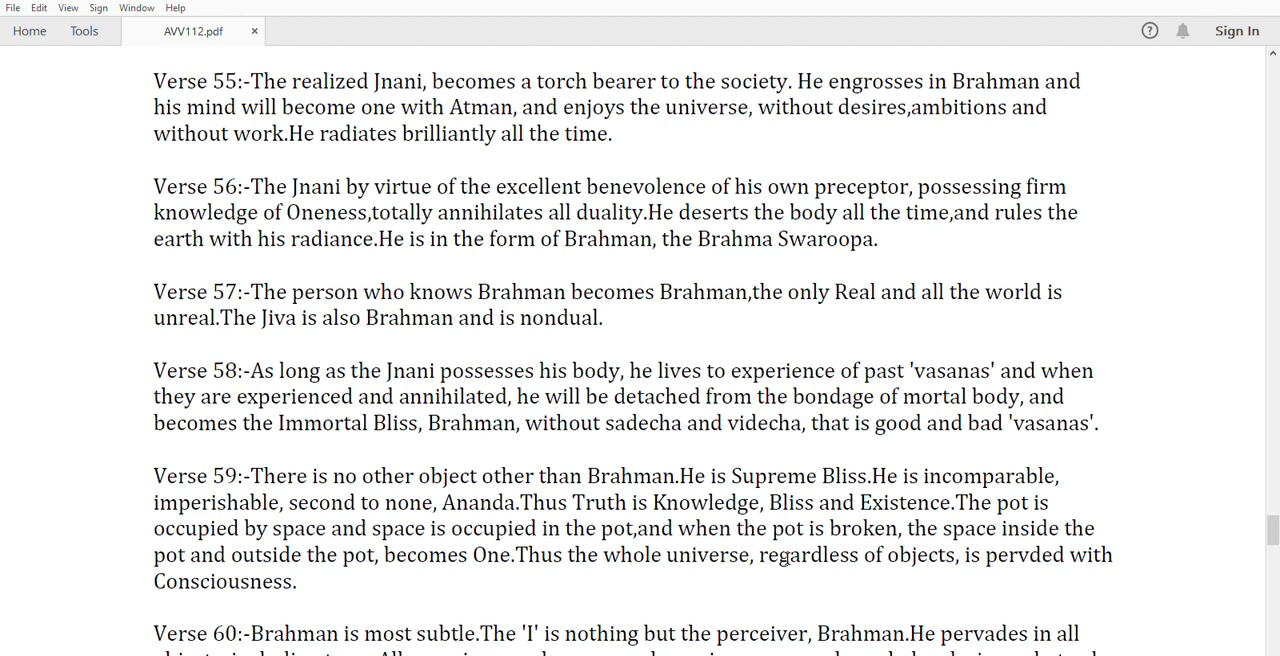 File Edit View Sign Window Help
Home Tools AVV112.pdf × ? Sign In
Verse 55:-The realized Jnani, becomes a torch bearer to the society. He engrosses in Brahman and
his mind will become one with Atman, and enjoys the universe, without desires,ambitions and
without work.He radiates brilliantly all the time.
Verse 56:-The Jnani by virtue of the excellent benevolence of his own preceptor, possessing firm
knowledge of Oneness,totally annihilates all duality.He deserts the body all the time,and rules the
earth with his radiance.He is in the form of Brahman, the Brahma Swaroopa.
Verse 57:-The person who knows Brahman becomes Brahman,the only Real and all the world is
unreal.The Jiva is also Brahman and is nondual.
Verse 58:-As long as the Jnani possesses his body, he lives to experience of past 'vasanas' and when
they are experienced and annihilated, he will be detached from the bondage of mortal body, and
becomes the Immortal Bliss, Brahman, without sadecha and videcha, that is good and bad 'vasanas'.
Verse 59:-There is no other object other than Brahman.He is Supreme Bliss.He is incomparable,
imperishable, second to none, Ananda.Thus Truth is Knowledge, Bliss and Existence.The pot is
occupied by space and space is occupied in the pot,and when the pot is broken, the space inside the
pot and outside the pot, becomes One.Thus the whole universe, regardless of objects, is pervded with
Consciousness.
Verse 60:-Brahman is most subtle.The 'I' is nothing but the perceiver, Brahman.He pervades in all